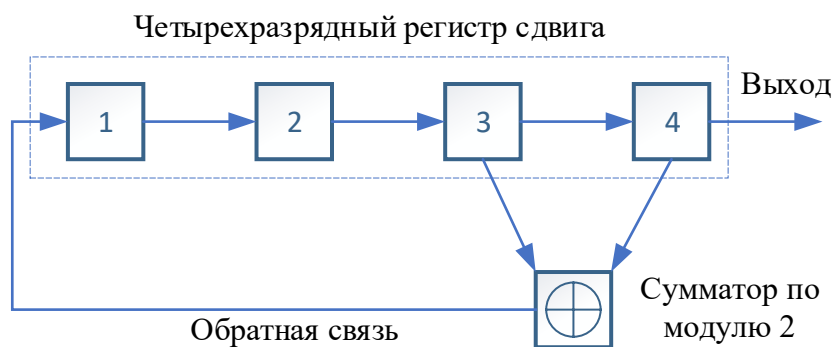 Четырехразрядный регистр сдвига
Выход
1
2
3
4
Сумматор по
модулю 2
Обратная связь